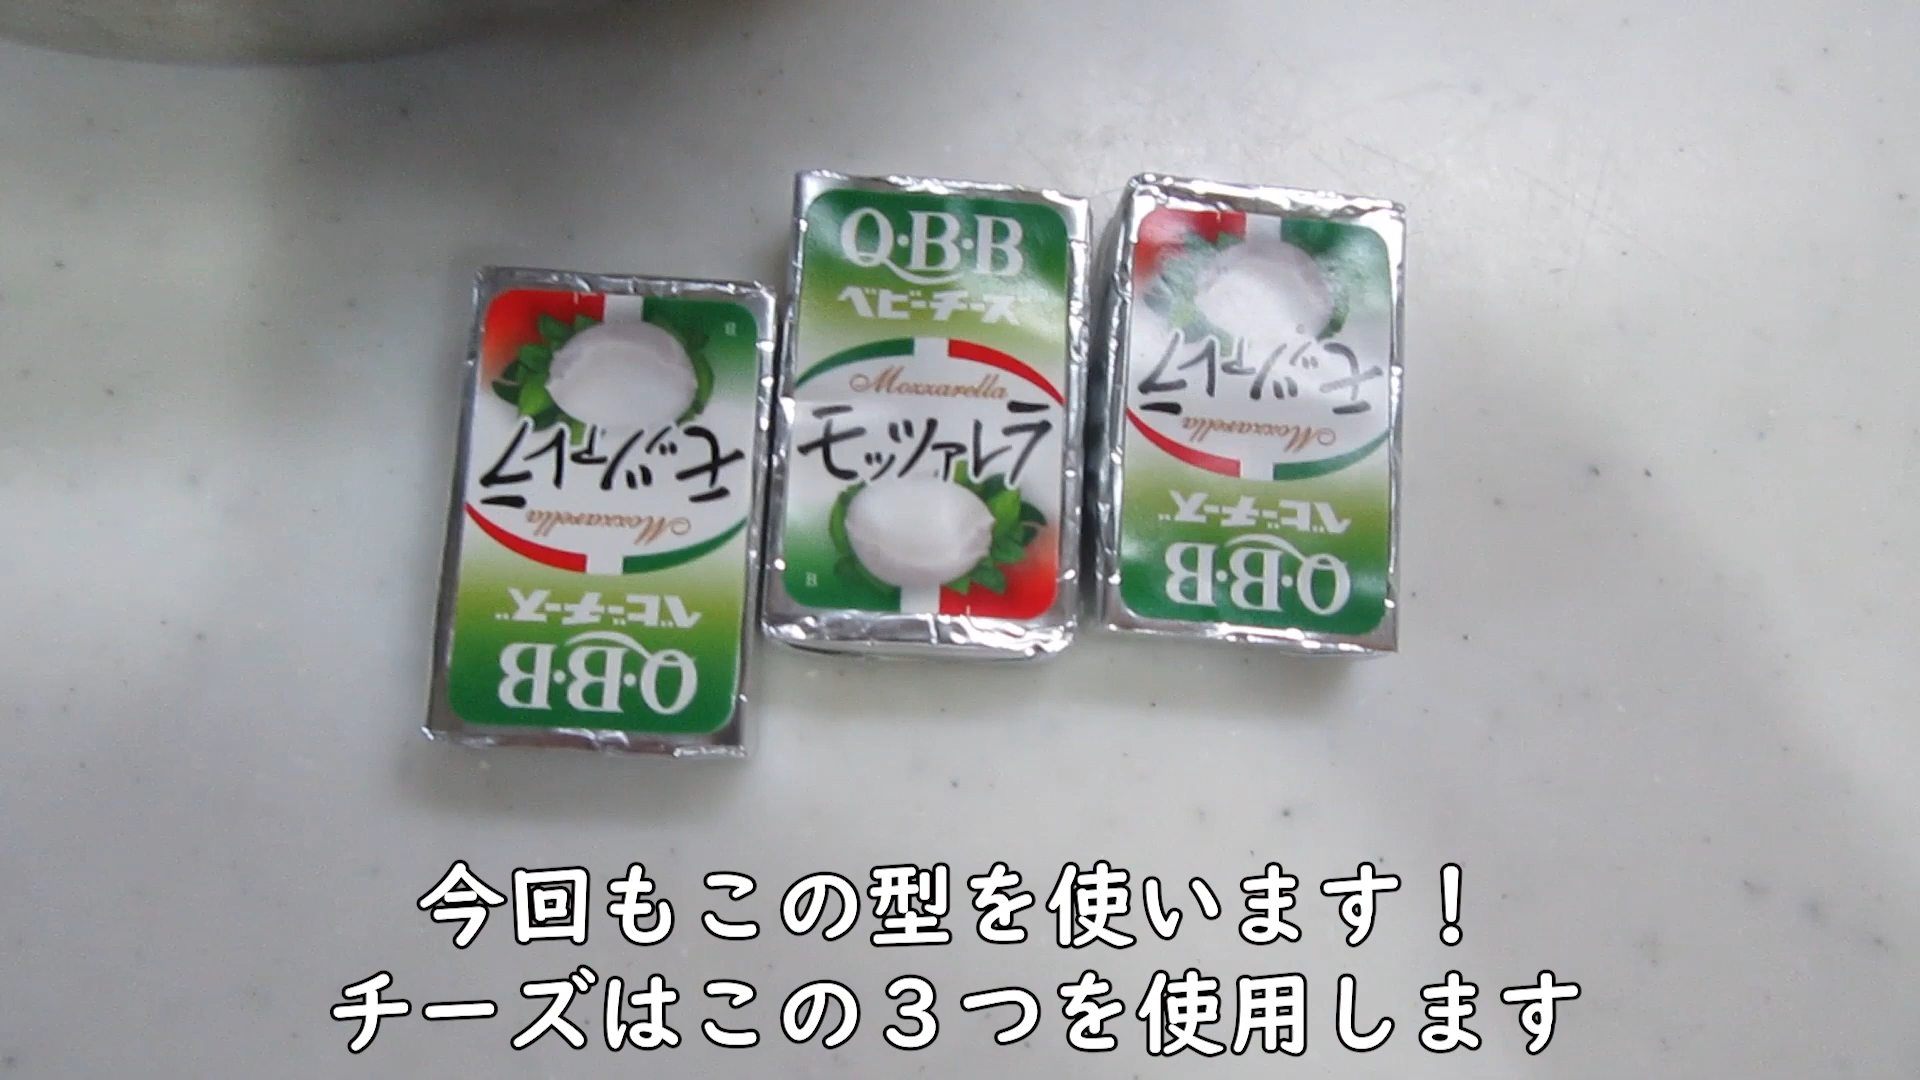 モッツァレラ
Mozzarella
ベビーチーズ
Q·B·B
Q·B·B
ベビーチーズ
Mozzarella
モッツァレラ
モッツァレラ
Mozzarella
ベビーチーズ
Q·B·B
今回もこの型を使います！
チーズはこの３つを使用します